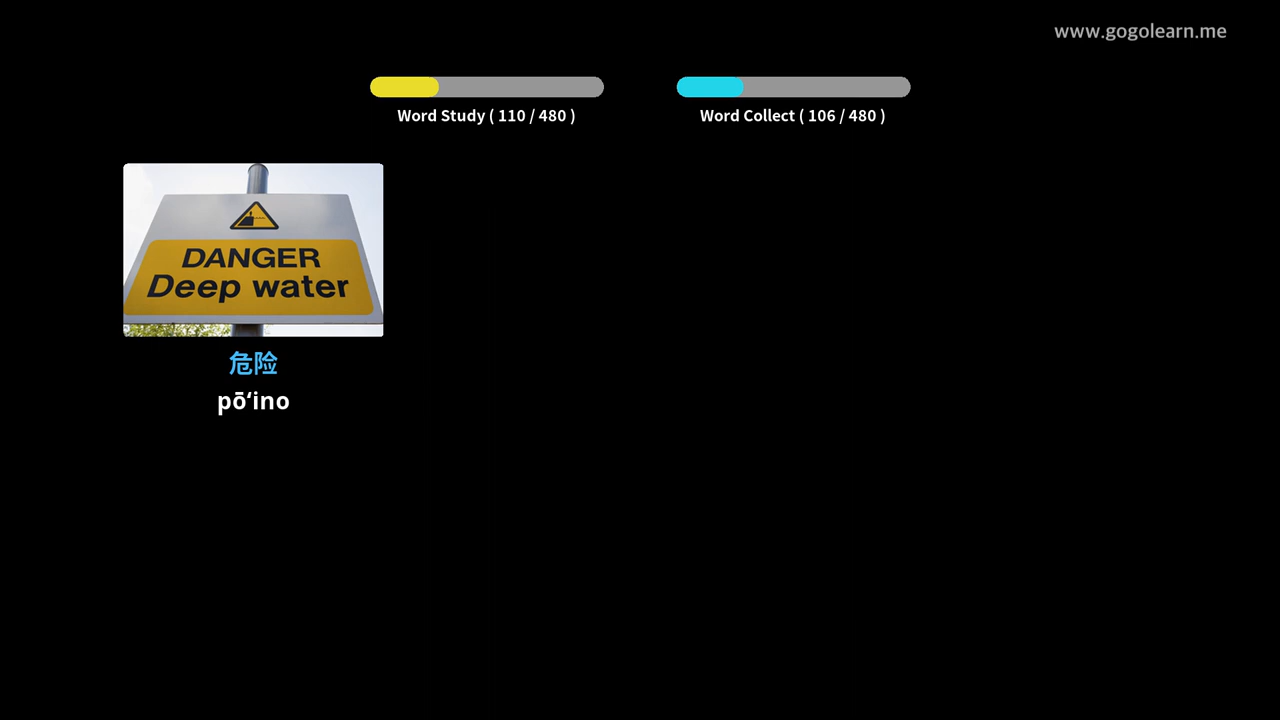 www.gogolearn.me
Word Study ( 110 / 480 )
Word Collect ( 106 / 480 )
DANGER
Deep water
危险
pōʻino